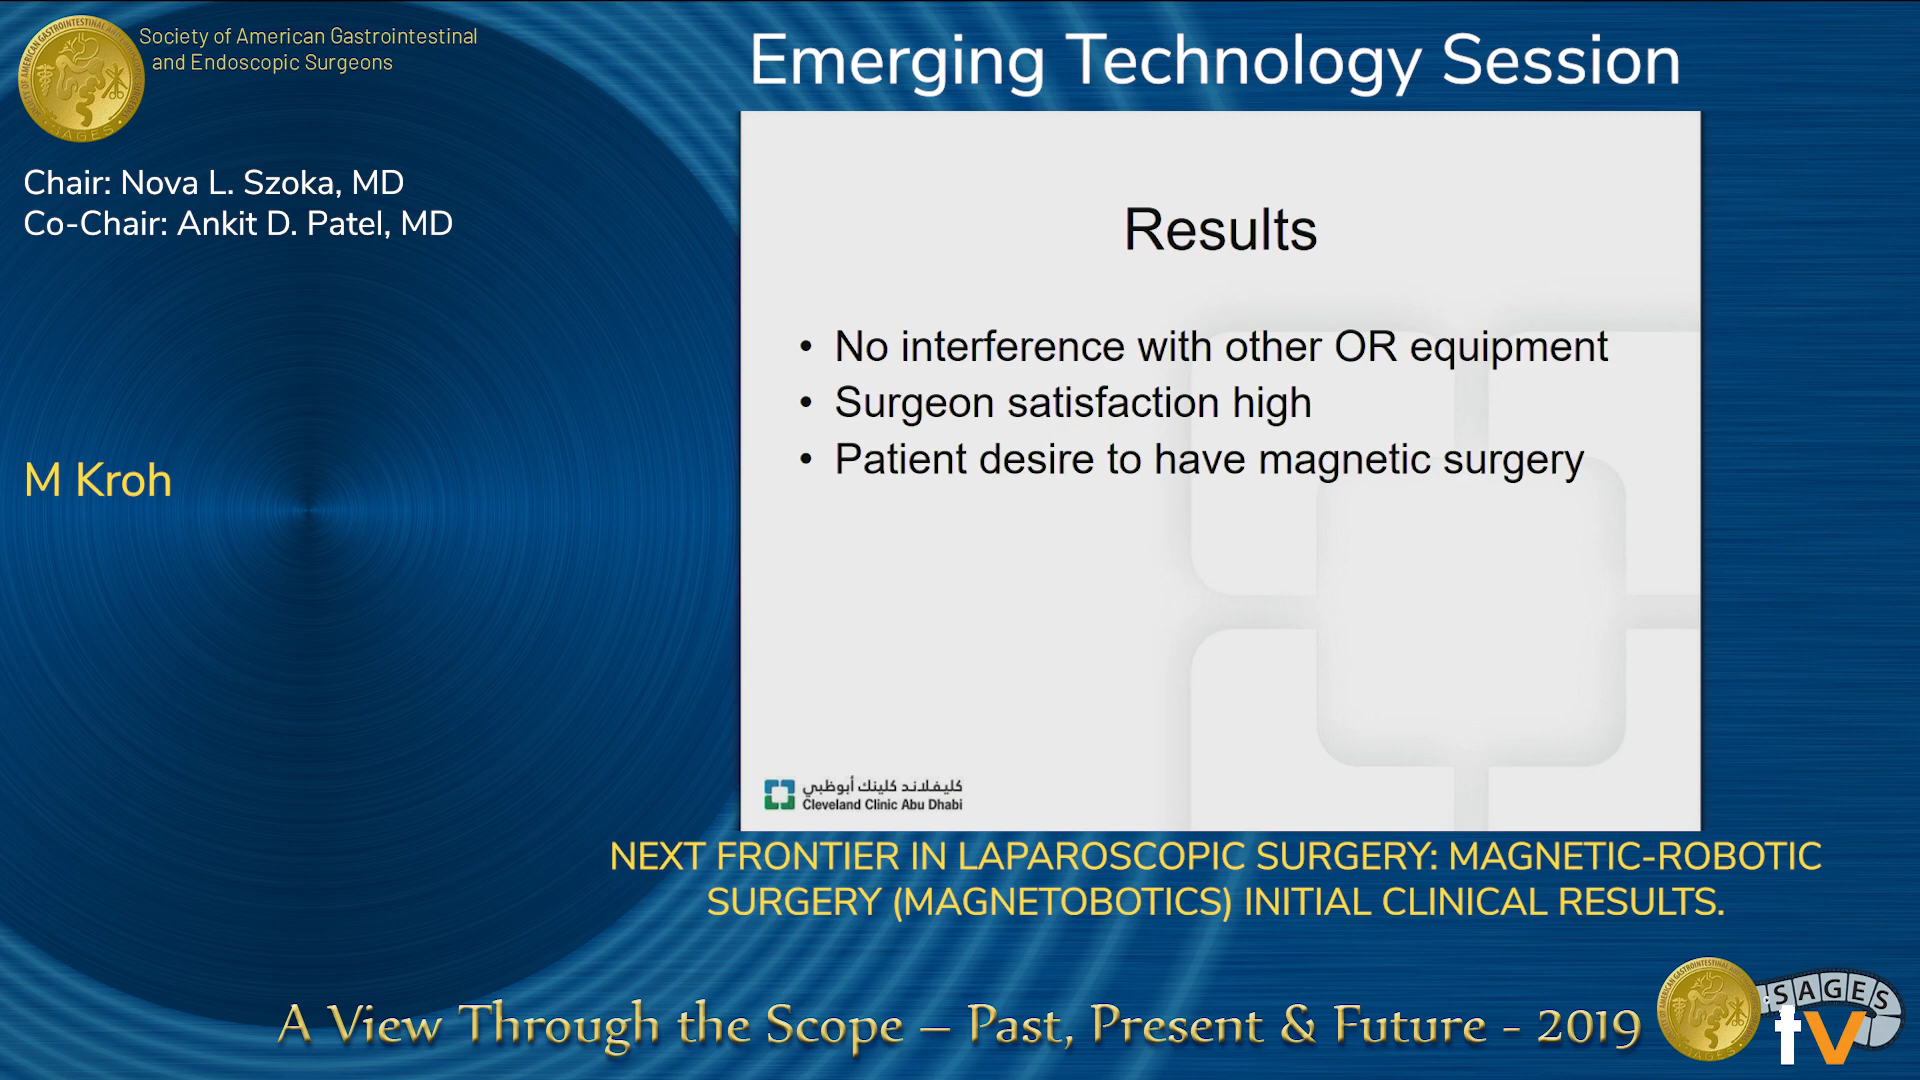 Society of American Gastrointestinal
and Endoscopic Surgeons
Emerging Technology Session
Chair: Nova L. Szoka, MD
Co-Chair: Ankit D. Patel, MD
M Kroh
Results
• No interference with other OR equipment
• Surgeon satisfaction high
• Patient desire to have magnetic surgery
كليفلاند كلينك أبوظبي
Cleveland Clinic Abu Dhabi
NEXT FRONTIER IN LAPAROSCOPIC SURGERY: MAGNETIC-ROBOTIC
SURGERY (MAGNETOBOTICS) INITIAL CLINICAL RESULTS.
A View Through the Scope – Past, Present & Future - 2019
SAGES
tv